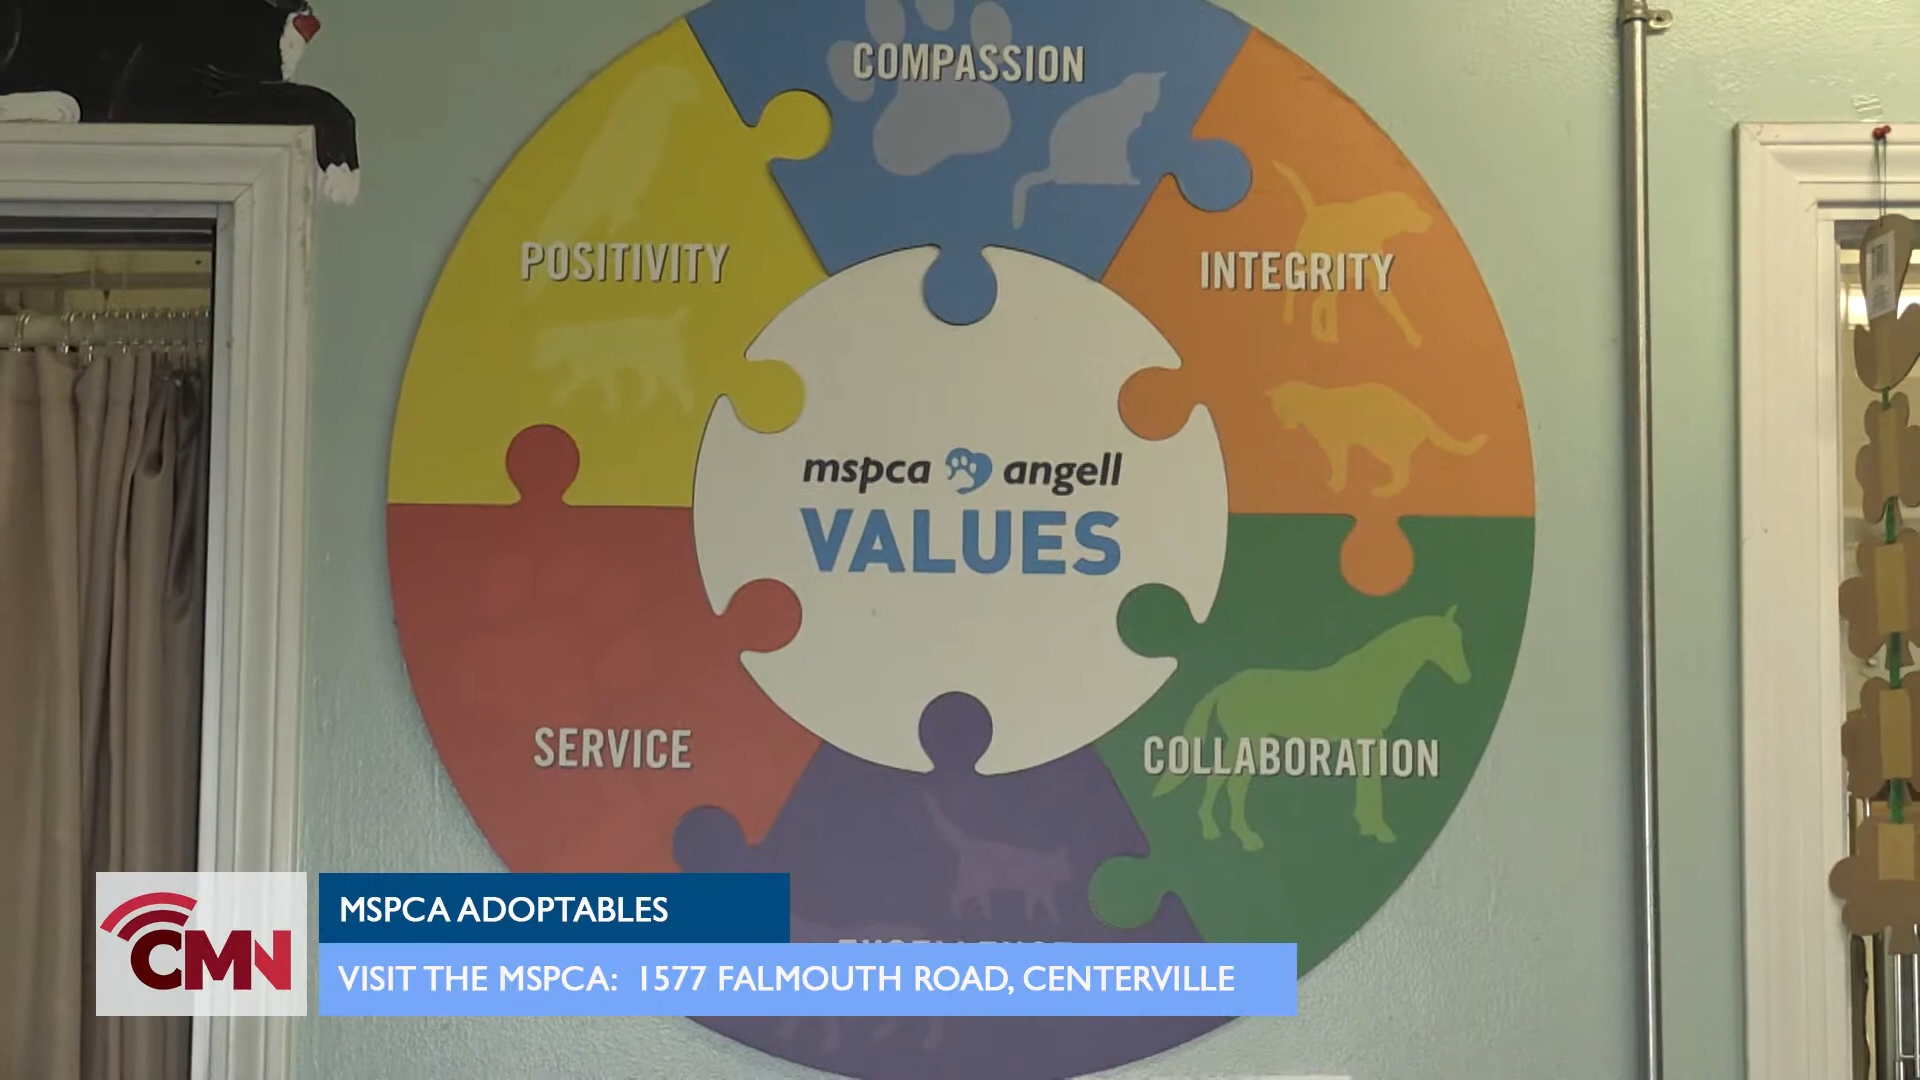 COMPASSION
POSITIVITY
INTEGRITY
mspca angell
VALUES
SERVICE
COLLABORATION
CMN
MSPCA ADOPTABLES
VISIT THE MSPCA: 1577 FALMOUTH ROAD, CENTERVILLE